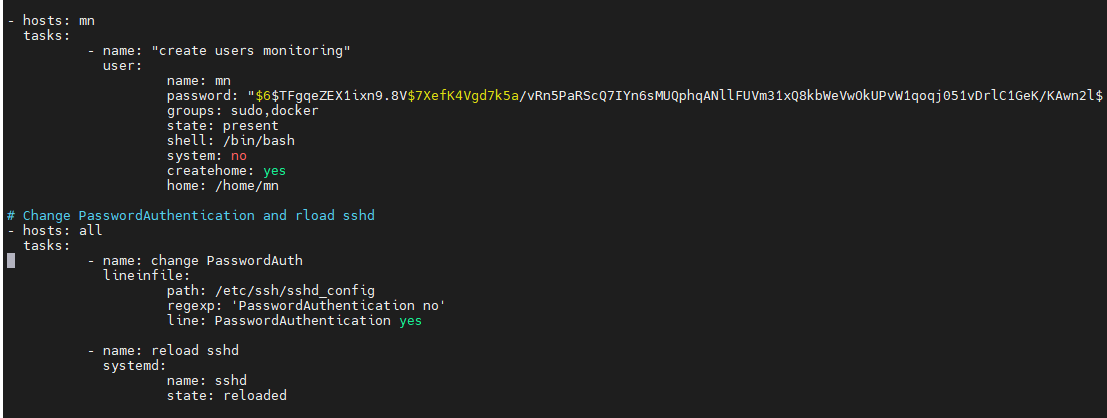 - hosts: mn
  tasks:
          - name: "create users monitoring"
            user:
                    name: mn
                    password: "$6$TFgqeZEX1ixn9.8V$7XefK4Vgd7k5a/vRn5PaRScQ7IYn6sMUQphqANllFUVm31xQ8kbWeVwOkUPvW1qoqj051vDrlC1GeK/KAwn2l$
                    groups: sudo,docker
                    state: present
                    shell: /bin/bash
                    system: no
                    createhome: yes
                    home: /home/mn
# Change PasswordAuthentication and rload sshd
- hosts: all
  tasks:
          - name: change PasswordAuth
            lineinfile:
                    path: /etc/ssh/sshd_config
                    regexp: 'PasswordAuthentication no'
                    line: PasswordAuthentication yes
          - name: reload sshd
            systemd:
                    name: sshd
                    state: reloaded